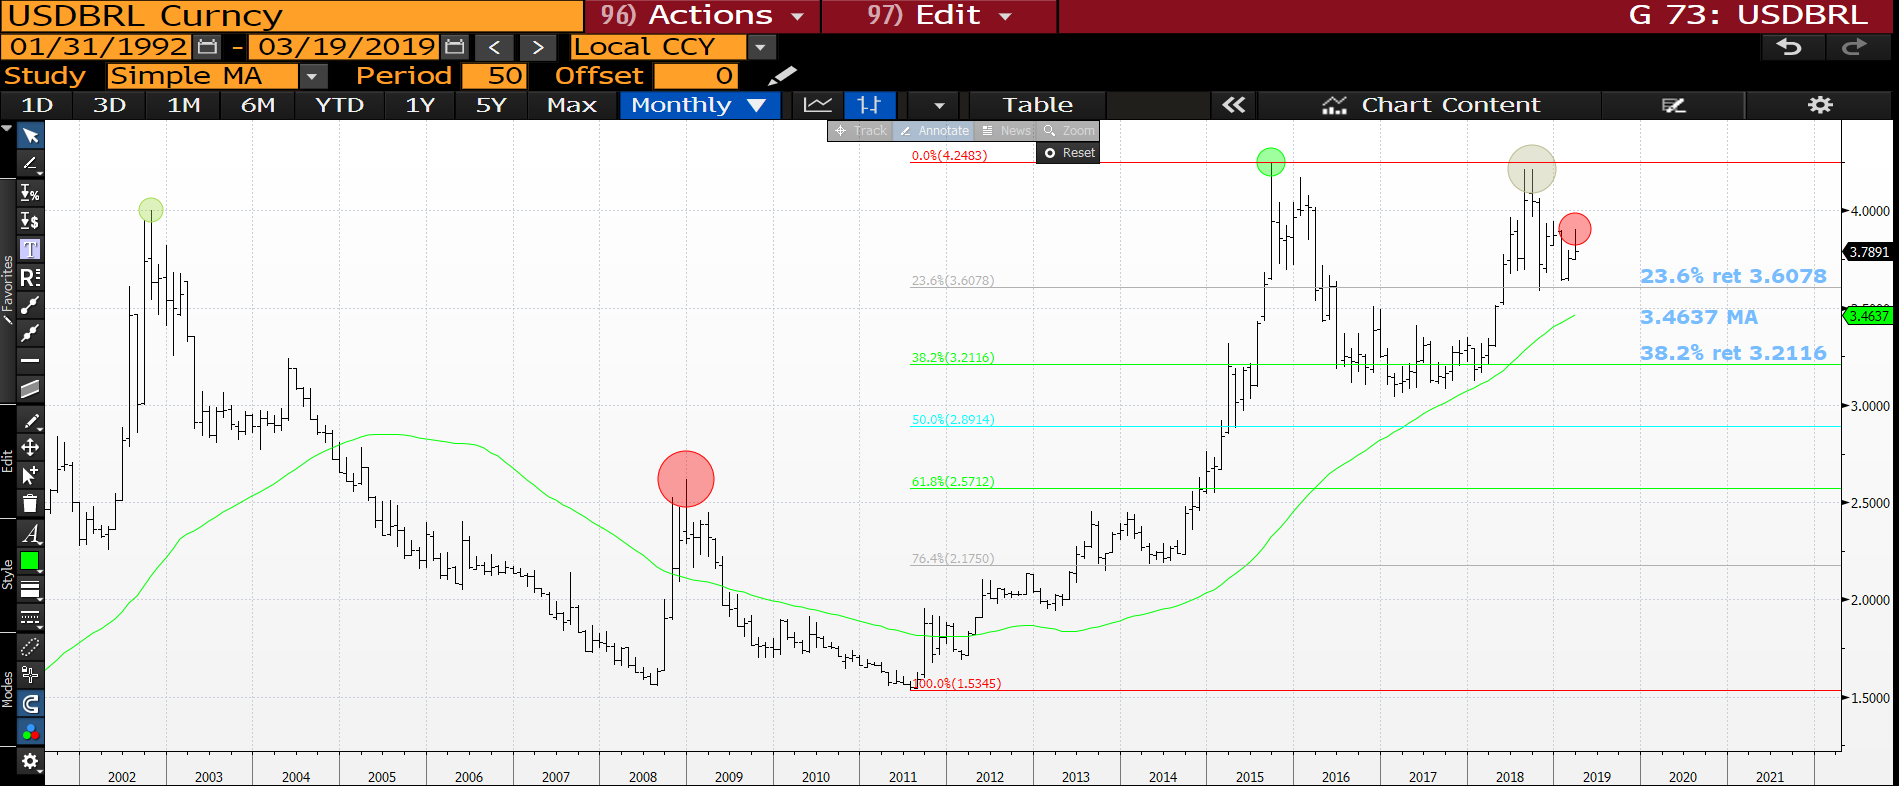 USDBRL Curncy 96) Actions 97) Edit G 73: USDBRL
01/31/1992 - 03/19/2019 < > Local CCY
Study Simple MA Period 50 Offset 0
1D 3D 1M 6M YTD 1Y 5Y Max Monthly Table Chart Content
Track Annotate News Zoom
Reset
0.0%(4.2483)
4.0000
3.7891
23.6%(3.6078)
23.6% ret 3.6078
3.4637 MA
3.4637
38.2%(3.2116)
38.2% ret 3.2116
3.0000
50.0%(2.8914)
61.8%(2.5712)
2.5000
76.4%(2.1750)
2.0000
100.0%(1.5345)
1.5000
2002 2003 2004 2005 2006 2007 2008 2009 2010 2011 2012 2013 2014 2015 2016 2017 2018 2019 2020 2021
Favorites
Edit
Style
Modes
%
$
T
R
A